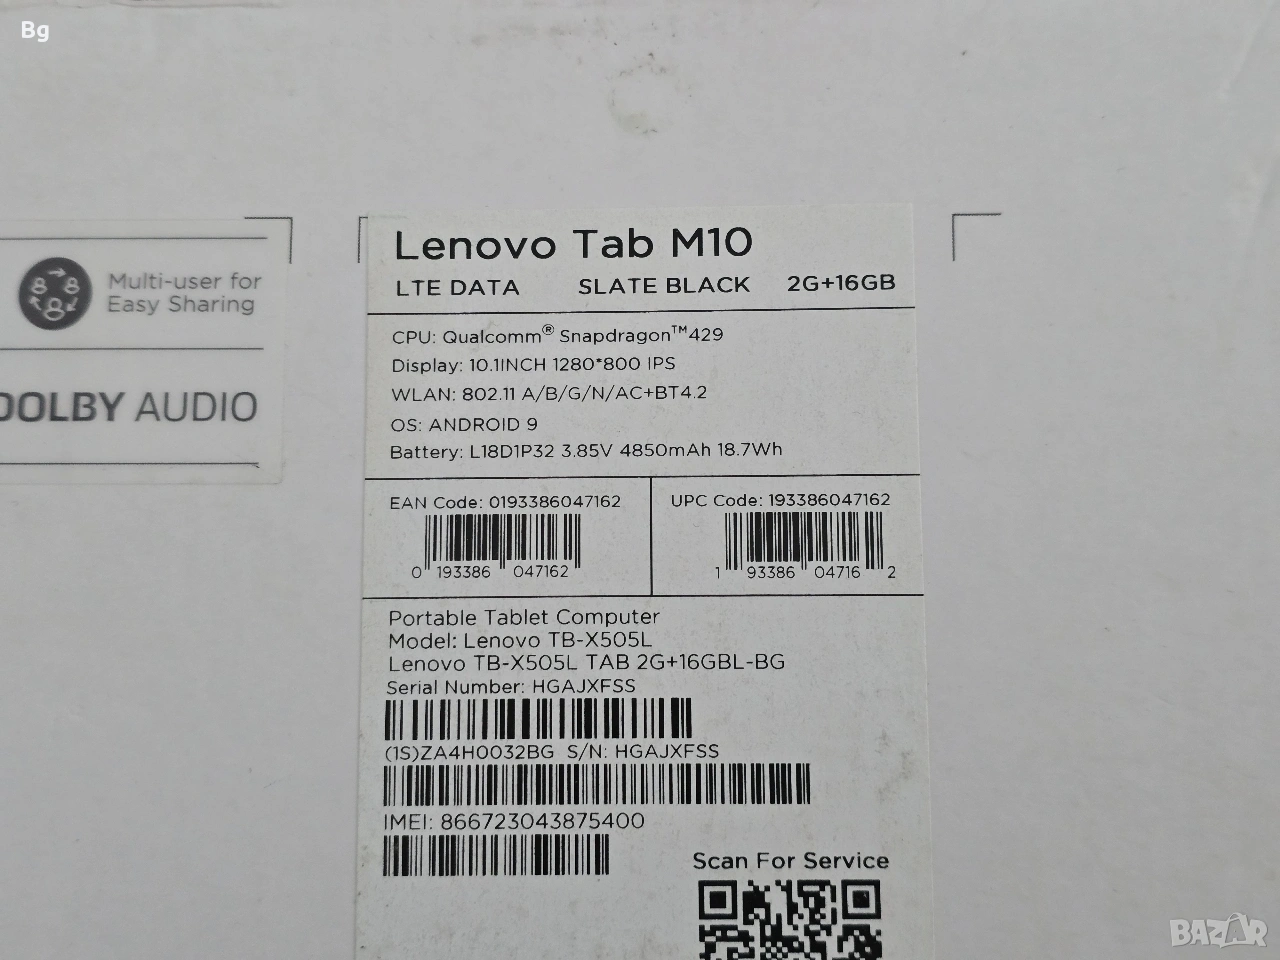 Bg
Multi-user for
Easy Sharing
DOLBY AUDIO
Lenovo Tab M10
LTE DATA SLATE BLACK 2G+16GB
CPU: Qualcomm® Snapdragon™429
Display: 10.1INCH 1280*800 IPS
WLAN: 802.11 A/B/G/N/AC+BT4.2
OS: ANDROID 9
Battery: L18D1P32 3.85V 4850mAh 18.7Wh
EAN Code: 0193386047162
0 193386 047162
UPC Code: 193386047162
1 93386 04716 2
Portable Tablet Computer
Model: Lenovo TB-X505L
Lenovo TB-X505L TAB 2G+16GBL-BG
Serial Number: HGAJXFSS
(1S)ZA4H0032BG S/N: HGAJXFSS
IMEI: 866723043875400
Scan For Service
BAZAR